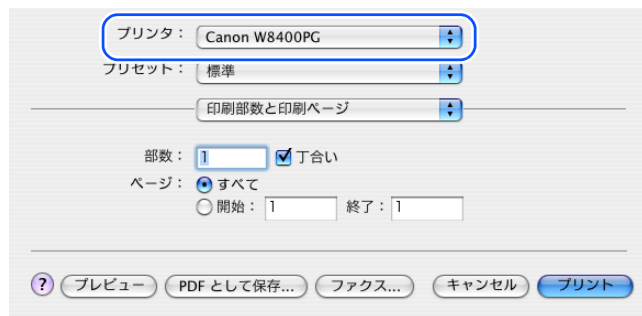 プリンタ： Canon W8400PG
プリセット： 標準
印刷部数と印刷ページ
部数： 1 丁合い
ページ： すべて
開始： 1 終了： 1
? プレビュー PDF として保存... ファクス... キャンセル プリント